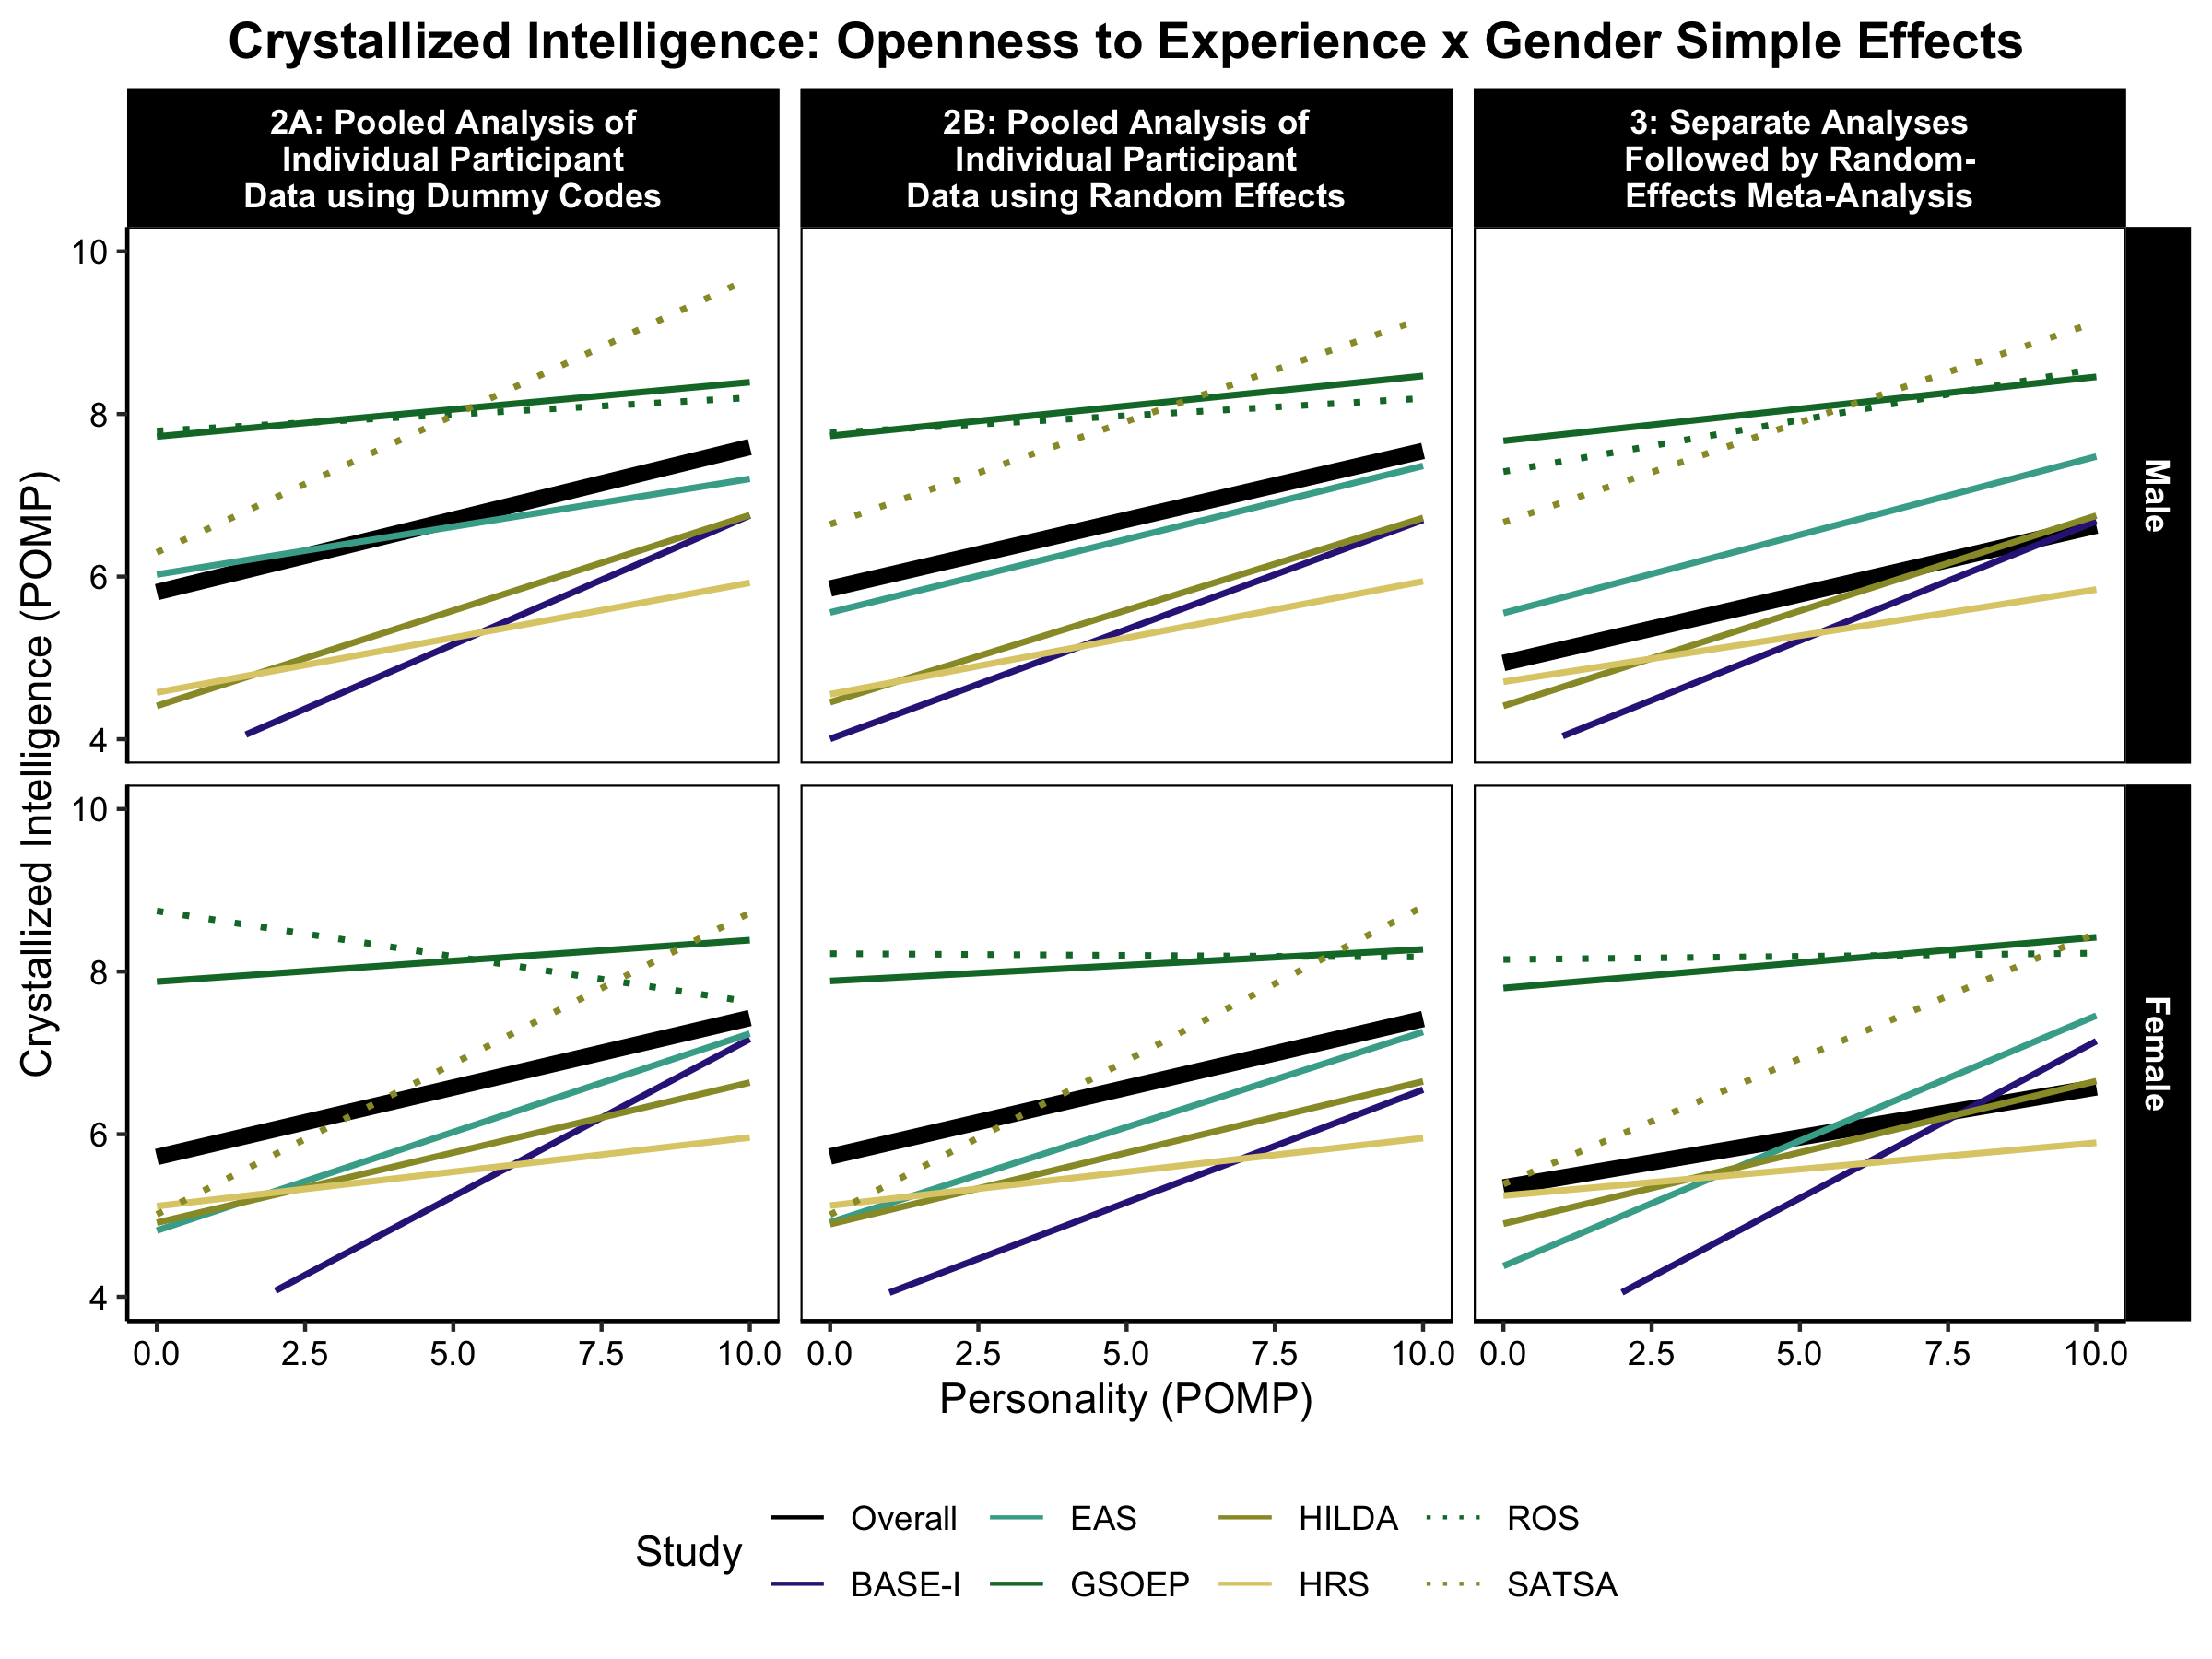 Crystallized Intelligence: Openness to Experience x Gender Simple Effects
2A: Pooled Analysis of
Individual Participant
Data using Dummy Codes
2B: Pooled Analysis of
Individual Participant
Data using Random Effects
3: Separate Analyses
Followed by Random-
Effects Meta-Analysis
Crystallized Intelligence (POMP)
10
8
6
4
Male
10
8
6
4
Female
0.0 2.5 5.0 7.5 10.0
0.0 2.5 5.0 7.5 10.0
0.0 2.5 5.0 7.5 10.0
Personality (POMP)
Study
Overall EAS HILDA ROS
BASE-I GSOEP HRS SATSA